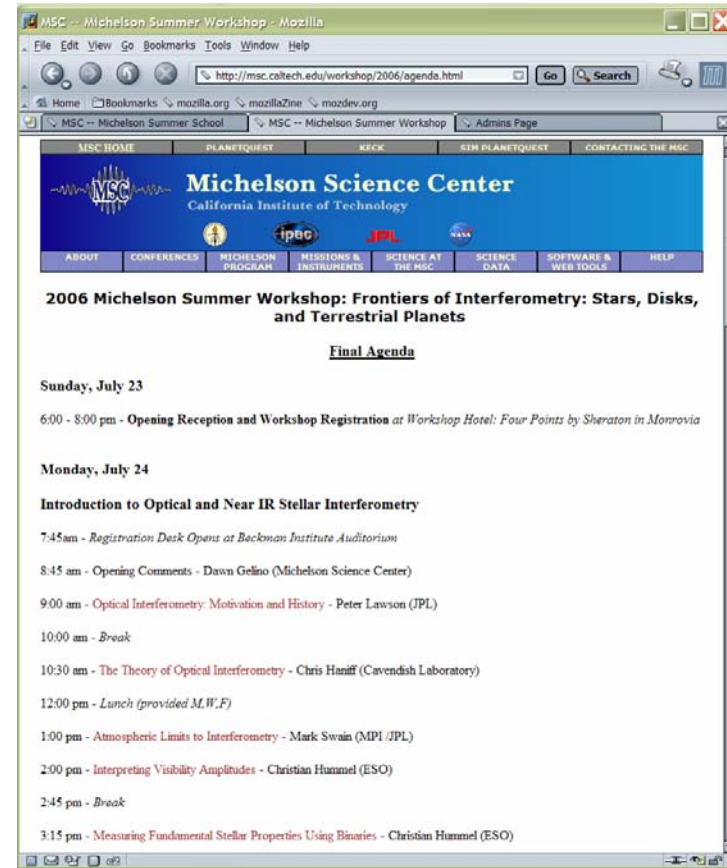 MSC -- Michelson Summer Workshop - Mozilla
File Edit View Go Bookmarks Tools Window Help
http://msc.caltech.edu/workshop/2006/agenda.html Go Search
Home Bookmarks mozilla.org mozillaZine mozdev.org
MSC -- Michelson Summer School MSC -- Michelson Summer Workshop Admins Page
MSC HOME PLANETQUEST KECK SIM PLANETQUEST CONTACTING THE MSC
MSC
Michelson Science Center
California Institute of Technology
ipac JPL NASA
ABOUT CONFERENCES MICHELSON PROGRAM MISSIONS & INSTRUMENTS SCIENCE AT THE MSC SCIENCE DATA SOFTWARE & WEB TOOLS HELP
2006 Michelson Summer Workshop: Frontiers of Interferometry: Stars, Disks,
and Terrestrial Planets
Final Agenda
Sunday, July 23
6:00 - 8:00 pm - Opening Reception and Workshop Registration at Workshop Hotel: Four Points by Sheraton in Monrovia
Monday, July 24
Introduction to Optical and Near IR Stellar Interferometry
7:45am - Registration Desk Opens at Beckman Institute Auditorium
8:45 am - Opening Comments - Dawn Gelino (Michelson Science Center)
9:00 am - Optical Interferometry: Motivation and History - Peter Lawson (JPL)
10:00 am - Break
10:30 am - The Theory of Optical Interferometry - Chris Haniff (Cavendish Laboratory)
12:00 pm - Lunch (provided M,W,F)
1:00 pm - Atmospheric Limits to Interferometry - Mark Swain (MPI /JPL)
2:00 pm - Interpreting Visibility Amplitudes - Christian Hummel (ESO)
2:45 pm - Break
3:15 pm - Measuring Fundamental Stellar Properties Using Binaries - Christian Hummel (ESO)